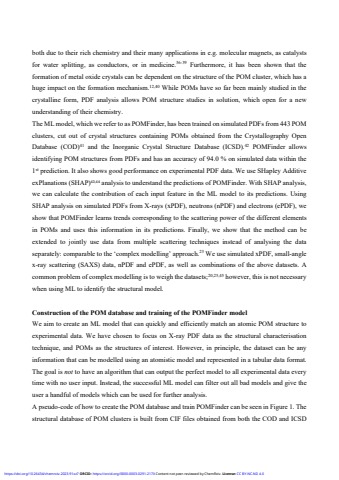 both due to their rich chemistry and their many applications in e.g. molecular magnets, as catalysts
for water splitting, as conductors, or in medicine.36-39 Furthermore, it has been shown that the
formation of metal oxide crystals can be dependent on the structure of the POM cluster, which has a
huge impact on the formation mechanism.12,40 While POMs have so far been mainly studied in the
crystalline form, PDF analysis allows POM structure studies in solution, which open for a new
understanding of their chemistry.
The ML model, which we refer to as POMFinder, has been trained on simulated PDFs from 443 POM
clusters, cut out of crystal structures containing POMs obtained from the Crystallography Open
Database (COD)41 and the Inorganic Crystal Structure Database (ICSD).42 POMFinder allows
identifying POM structures from PDFs and has an accuracy of 94.0 % on simulated data within the
1st prediction. It also shows good performance on experimental PDF data. We use SHapley Additive
exPlanations (SHAP)43,44 analysis to understand the predictions of POMFinder. With SHAP analysis,
we can calculate the contribution of each input feature in the ML model to its predictions. Using
SHAP analysis on simulated PDFs from X-rays (xPDF), neutrons (nPDF) and electrons (ePDF), we
show that POMFinder learns trends corresponding to the scattering power of the different elements
in POMs and uses this information in its predictions. Finally, we show that the method can be
extended to jointly use data from multiple scattering techniques instead of analysing the data
separately: comparable to the 'complex modelling' approach.27 We use simulated xPDF, small-angle
x-ray scattering (SAXS) data, nPDF and ePDF, as well as combinations of the above datasets. A
common problem of complex modelling is to weigh the datasets; however, this is not necessary
when using ML to identify the structural model.
Construction of the POM database and training of the POMFinder model
We aim to create an ML model that can quickly and efficiently match an atomic POM structure to
experimental data. We have chosen to focus on X-ray PDF data as the structural characterisation
technique, and POMs as the structures of interest. However, in principle, the dataset can be any
information that can be modelled using an atomistic model and represented in a tabular data format.
The goal is not to have an algorithm that can output the perfect model to all experimental data every
time with no user input. Instead, the successful ML model can filter out all bad models and give the
user a handful of models which can be used for further analysis.
A pseudo-code of how to create the POM database and train POMFinder can be seen in Figure 1. The
structural database of POM clusters is built from CIF files obtained from both the COD and ICSD
ORCID: Content not peer-reviewed by ChemRxiv. License: CC BY-NC-ND 4.0